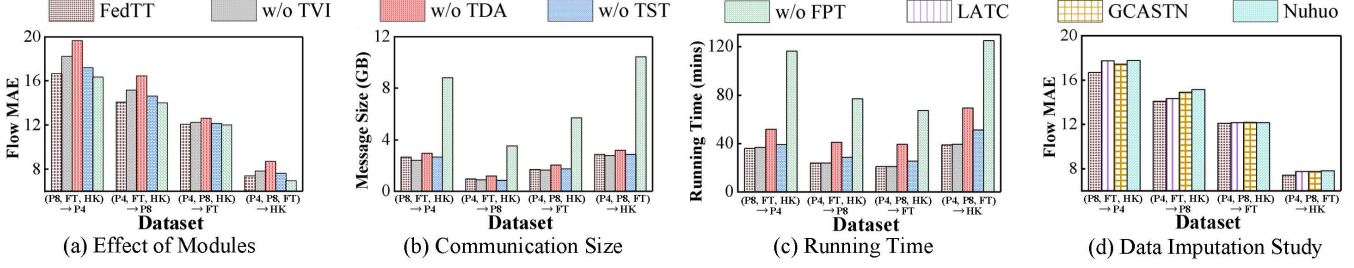 FedTT w/o TVI w/o TDA w/o TST w/o FPT LATC GCASTN Nuhuo
Flow MAE
20
16
12
8
(P8, FT, HK) (P4, FT, HK) (P4, P8, HK) (P4, P8, FT)
→P4 →P8 →FT →HK
Dataset
(a) Effect of Modules
Message Size (GB)
12
8
4
0
(P8, FT, HK) (P4, FT, HK) (P4, P8, HK) (P4, P8, FT)
→P4 →P8 →FT →HK
Dataset
(b) Communication Size
Running Time (mins)
120
80
40
0
(P8, FT, HK) (P4, FT, HK) (P4, P8, HK) (P4, P8, FT)
→P4 →P8 →FT →HK
Dataset
(c) Running Time
Flow MAE
20
16
12
8
(P8, FT, HK) (P4, FT, HK) (P4, P8, HK) (P4, P8, FT)
→P4 →P8 →FT →HK
Dataset
(d) Data Imputation Study